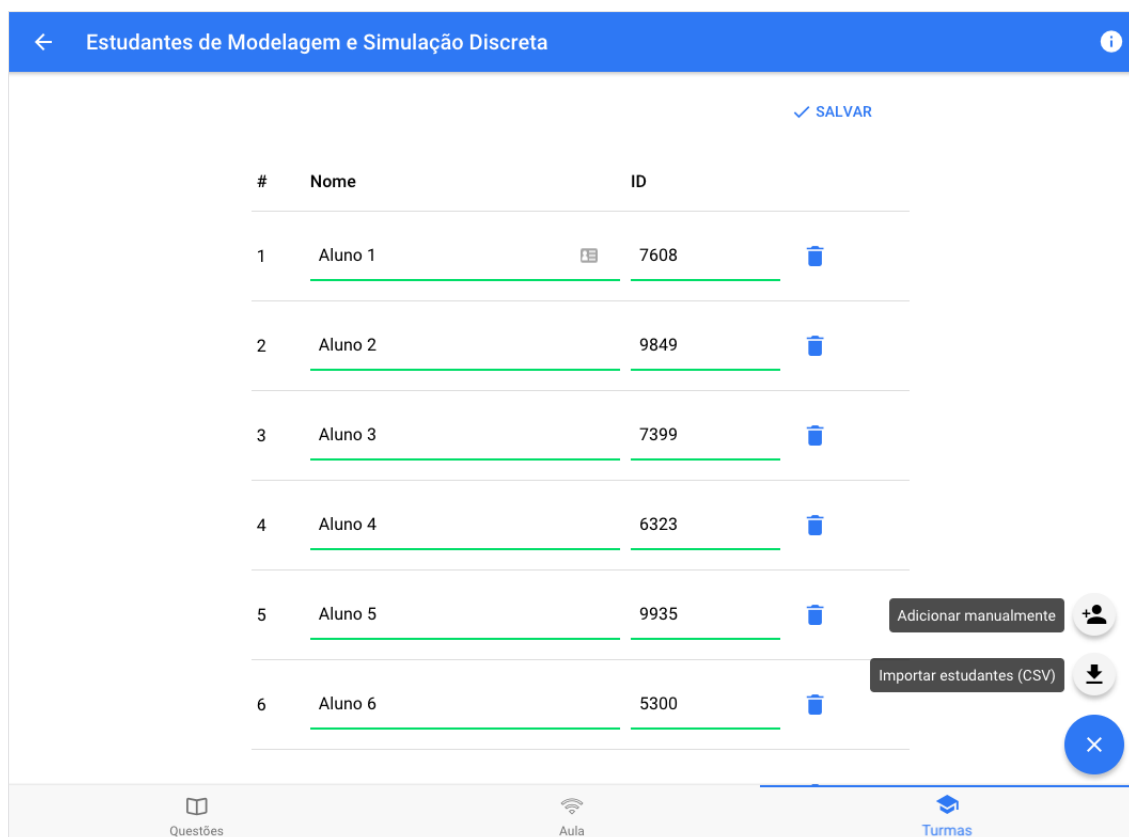 Estudantes de Modelagem e Simulação Discreta
SALVAR
# Nome ID
1 Aluno 1 7608
2 Aluno 2 9849
3 Aluno 3 7399
4 Aluno 4 6323
5 Aluno 5 9935
Adicionar manualmente
Importar estudantes (CSV)
6 Aluno 6 5300
Questões Aula Turmas